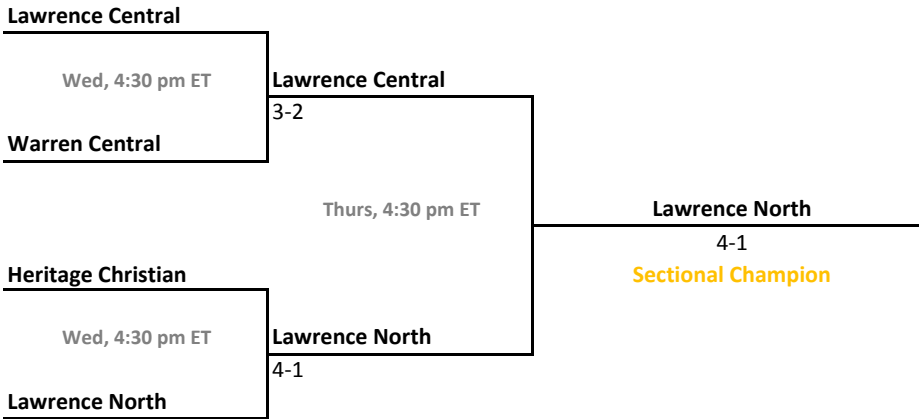 Lawrence Central
Wed, 4:30 pm ET
Lawrence Central
3-2
Warren Central
Thurs, 4:30 pm ET
Lawrence North
4-1
Sectional Champion
Heritage Christian
Wed, 4:30 pm ET
Lawrence North
4-1
Lawrence North